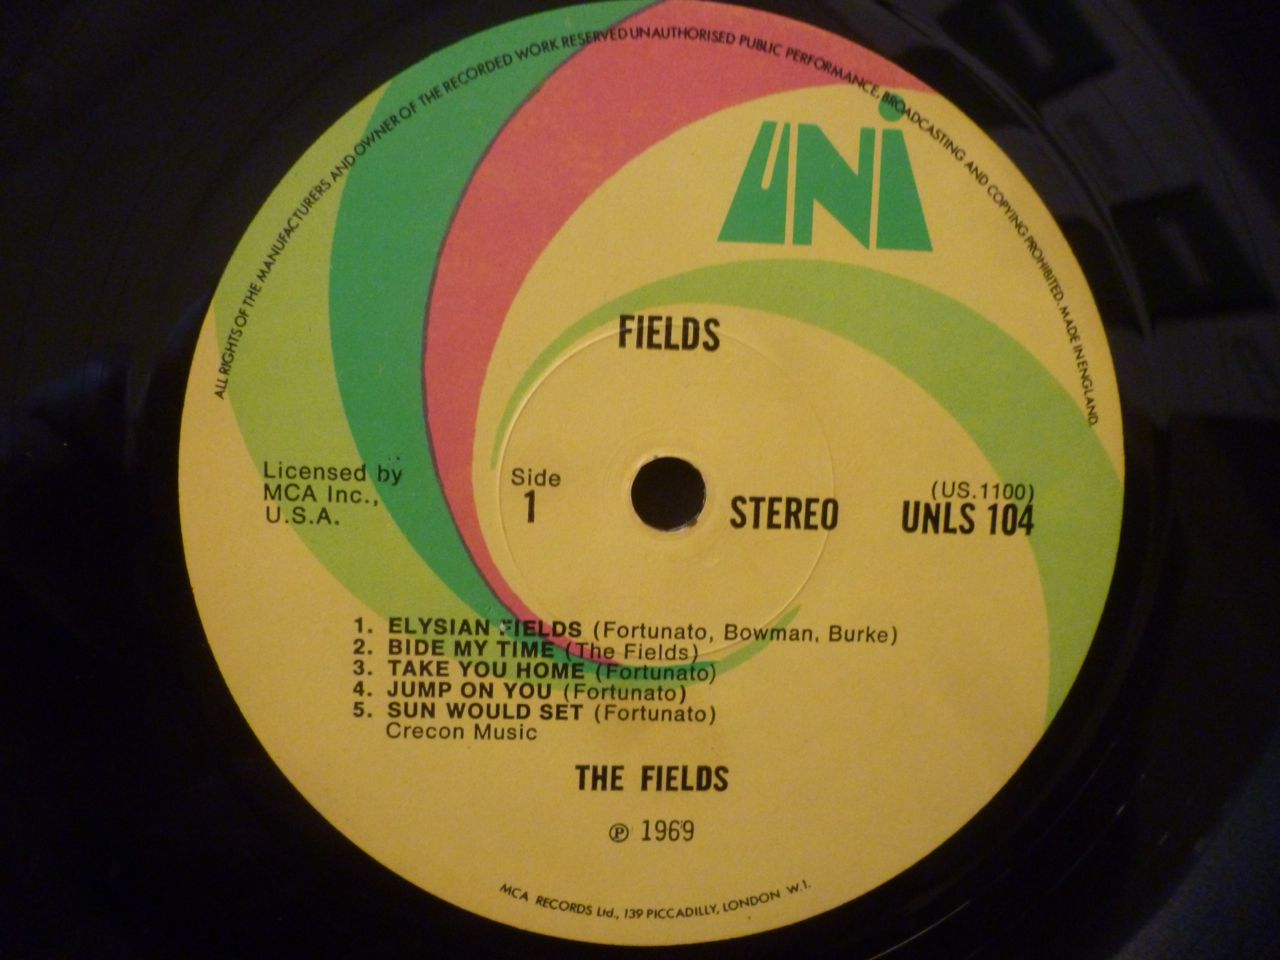 ALL RIGHTS OF THE MANUFACTURERS AND OWNER OF THE RECORDED WORK RESERVED UNAUTHORISED PUBLIC PERFORMANCE, BROADCASTING AND COPYING PROHIBITED. MADE IN ENGLAND.
UNi
FIELDS
Licensed by
MCA Inc.,
U.S.A.
Side
1
STEREO
(US.1100)
UNLS 104
1. ELYSIAN FIELDS (Fortunato, Bowman, Burke)
2. BIDE MY TIME (The Fields)
3. TAKE YOU HOME (Fortunato)
4. JUMP ON YOU (Fortunato)
5. SUN WOULD SET (Fortunato)
Crecon Music
THE FIELDS
℗ 1969
MCA RECORDS Ltd., 139 PICCADILLY, LONDON W.1.